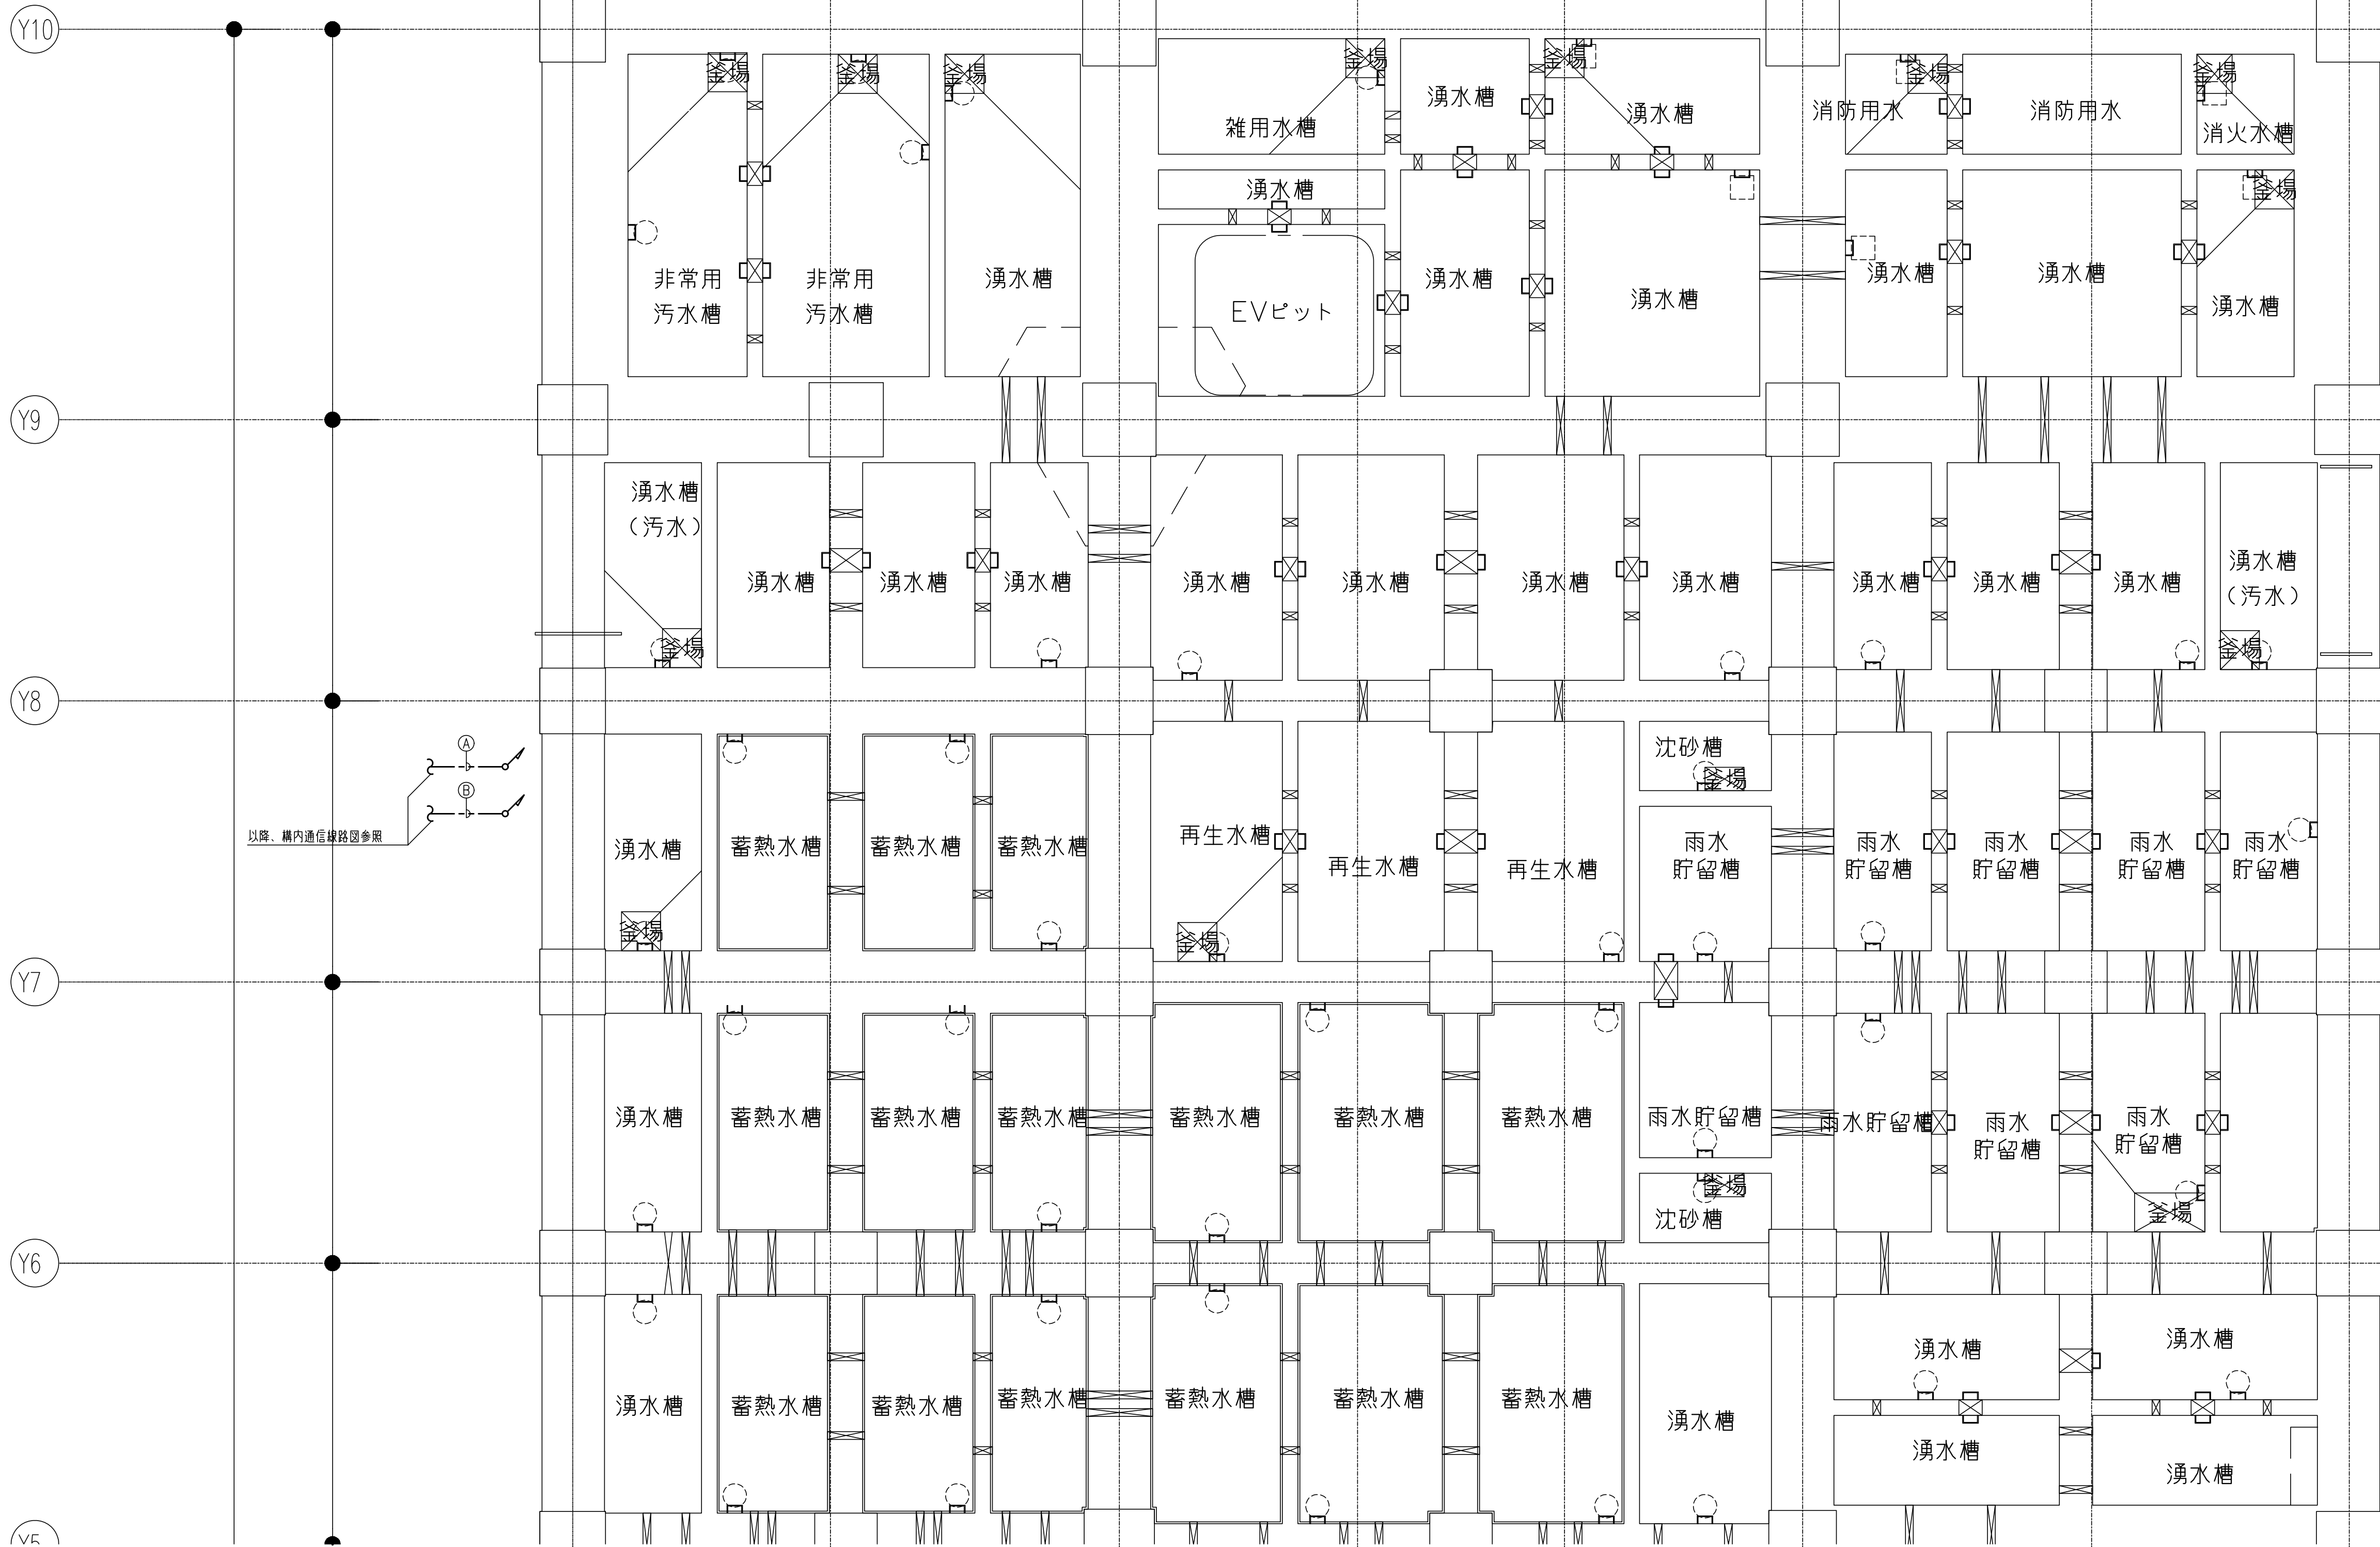 Y10
釜場
釜場
釜場
釜場
釜場
釜場
釜場
湧水槽
雑用水槽
湧水槽
消防用水
消防用水
消火水槽
湧水槽
釜場
非常用
汚水槽
非常用
汚水槽
湧水槽
EVピット
湧水槽
湧水槽
湧水槽
湧水槽
湧水槽
Y9
湧水槽
(汚水)
釜場
湧水槽
湧水槽
湧水槽
湧水槽
湧水槽
湧水槽
湧水槽
湧水槽
湧水槽
湧水槽
湧水槽
(汚水)
釜場
Y8
A
B
以降、構内通信線路図参照
湧水槽
釜場
蓄熱水槽
蓄熱水槽
蓄熱水槽
再生水槽
釜場
再生水槽
再生水槽
沈砂槽
釜場
雨水
貯留槽
雨水
貯留槽
雨水
貯留槽
雨水
貯留槽
雨水
貯留槽
Y7
湧水槽
蓄熱水槽
蓄熱水槽
蓄熱水槽
蓄熱水槽
蓄熱水槽
蓄熱水槽
雨水貯留槽
釜場
沈砂槽
雨水貯留槽
雨水
貯留槽
雨水
貯留槽
釜場
Y6
湧水槽
蓄熱水槽
蓄熱水槽
蓄熱水槽
蓄熱水槽
蓄熱水槽
蓄熱水槽
湧水槽
湧水槽
湧水槽
湧水槽
湧水槽
Y5